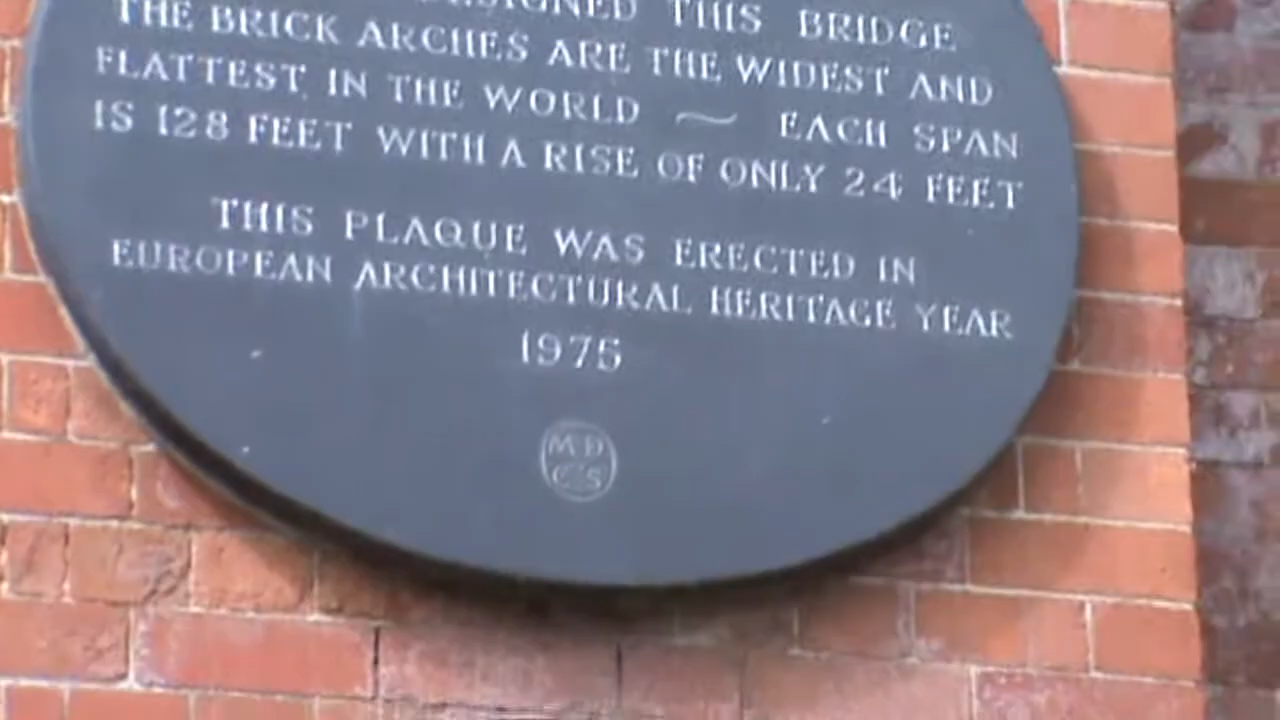 DESIGNED THIS BRIDGE
THE BRICK ARCHES ARE THE WIDEST AND
FLATTEST IN THE WORLD ~ EACH SPAN
IS 128 FEET WITH A RISE OF ONLY 24 FEET
THIS PLAQUE WAS ERECTED IN
EUROPEAN ARCHITECTURAL HERITAGE YEAR
1975
M D
C S